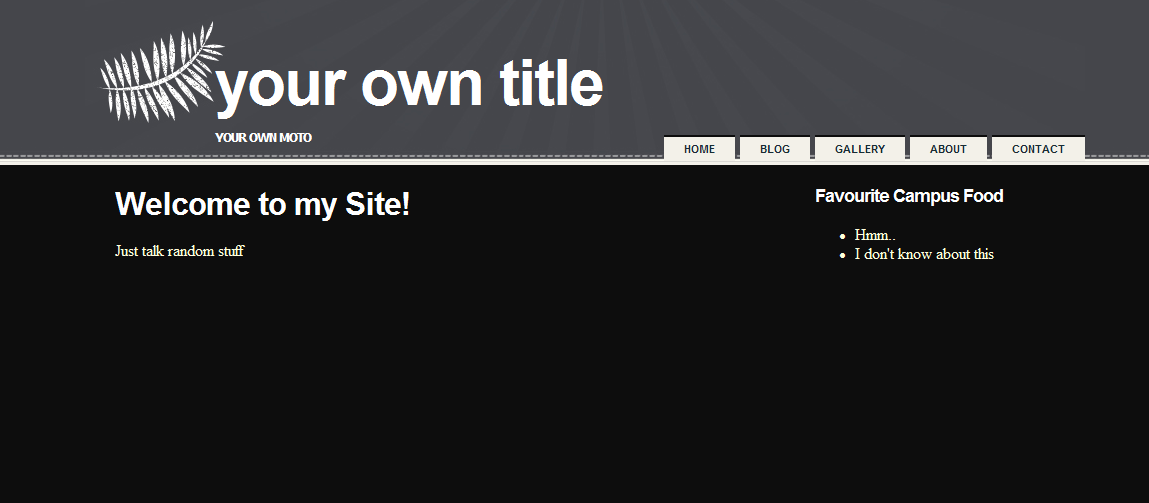 your own title
YOUR OWN MOTO
HOME BLOG GALLERY ABOUT CONTACT
Welcome to my Site!
Just talk random stuff
Favourite Campus Food
Hmm..
I don't know about this